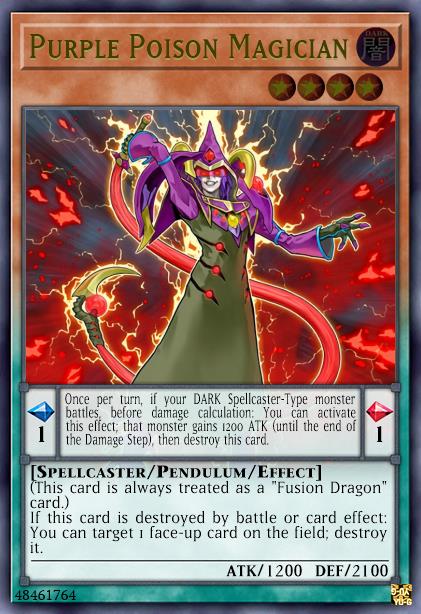 PURPLE POISON MAGICIAN
DARK
闇
Once per turn, if your DARK Spellcaster-Type monster
battles, before damage calculation: You can activate
this effect; that monster gains 1200 ATK (until the end of
the Damage Step), then destroy this card.
1
1
[SPELLCASTER/PENDULUM/EFFECT]
(This card is always treated as a "Fusion Dragon"
card.)
If this card is destroyed by battle or card effect:
You can target 1 face-up card on the field; destroy
it.
ATK/1200 DEF/2100
48461764